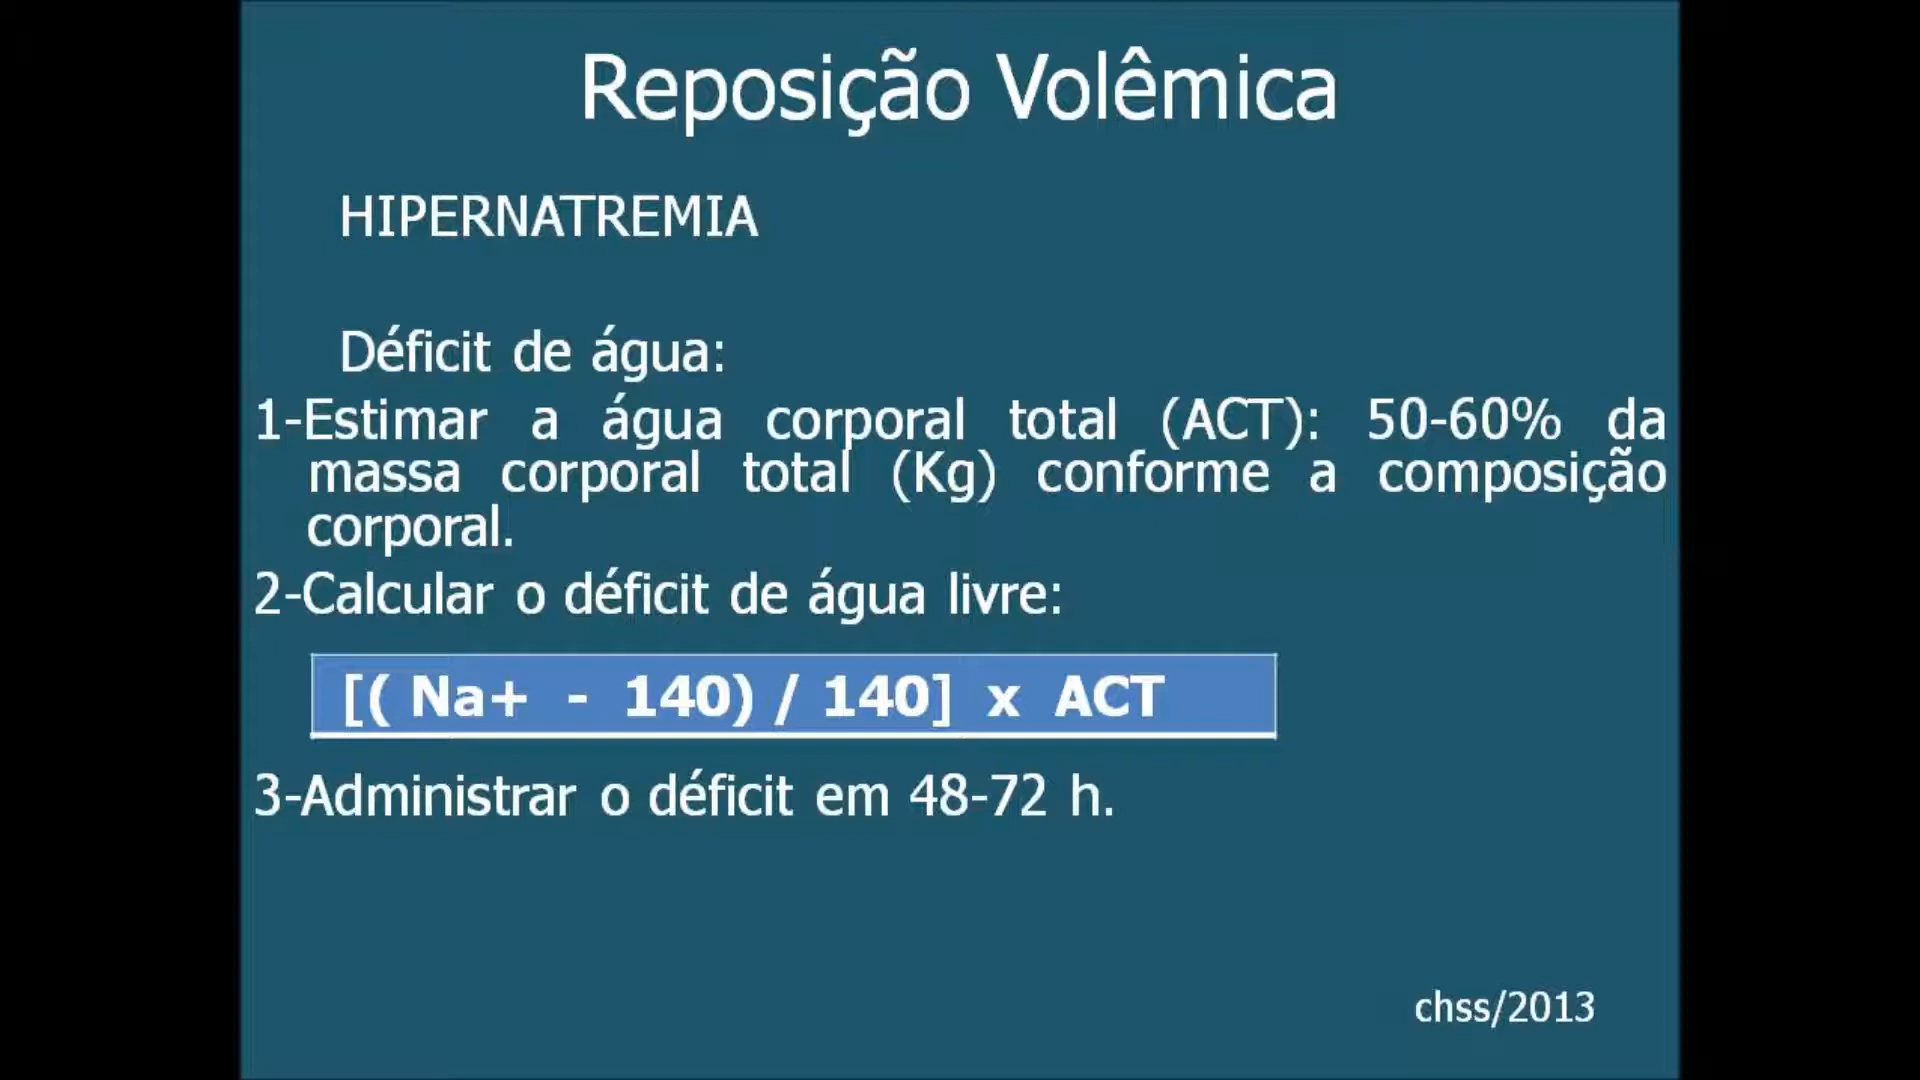 Reposição Volêmica
HIPERNATREMIA
Déficit de água:
1-Estimar a água corporal total (ACT): 50-60% da
massa corporal total (Kg) conforme a composição
corporal.
2-Calcular o déficit de água livre:
[( Na+ - 140) / 140] x ACT
3-Administrar o déficit em 48-72 h.
chss/2013